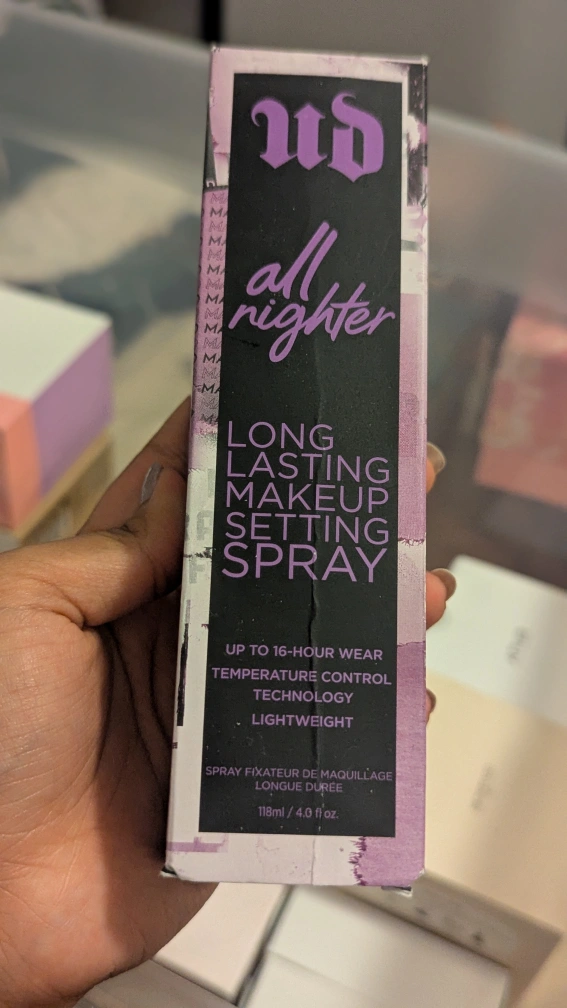 ud
all
nighter
LONG
LASTING
MAKEUP
SETTING
SPRAY
UP TO 16-HOUR WEAR
TEMPERATURE CONTROL
TECHNOLOGY
LIGHTWEIGHT
SPRAY FIXATEUR DE MAQUILLAGE
LONGUE DURÉE
118ml / 4.0 fl oz.